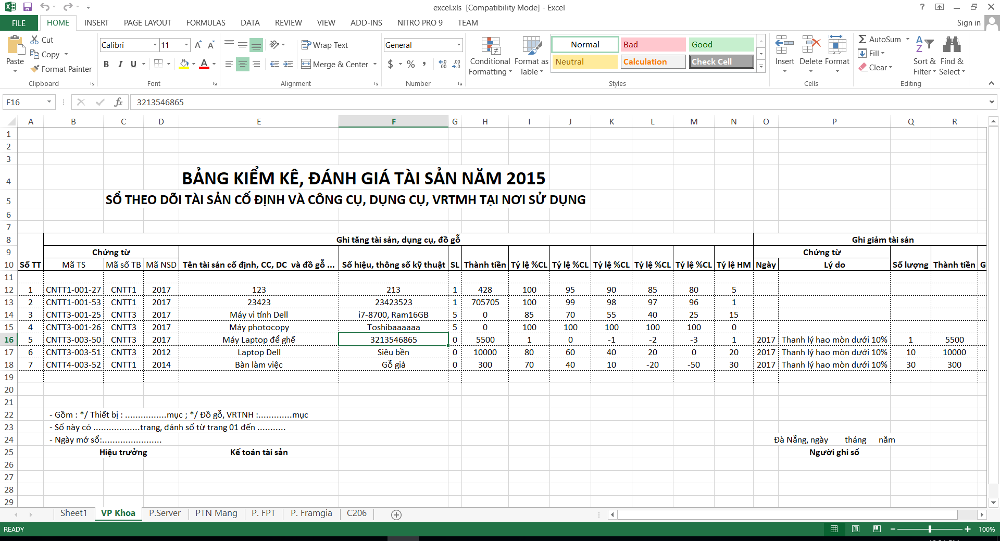 excel.xls  [Compatibility Mode] - Excel
FILE HOME INSERT PAGE LAYOUT FORMULAS DATA REVIEW VIEW ADD-INS NITRO PRO 9 TEAM Sign in
Paste Cut Copy Format Painter
Clipboard
Calibri 11
B I U A
Font
Wrap Text
Merge & Center
Alignment
General
$ % ,
Number
Conditional Formatting
Format as Table
Normal Bad Good
Neutral Calculation Check Cell
Styles
Insert Delete Format
Cells
AutoSum Fill Clear
Sort & Filter
Find & Select
Editing
F16 fx 3213546865
A B C D E F G H I J K L M N O P Q R
1
2
3
4 BẢNG KIỂM KÊ, ĐÁNH GIÁ TÀI SẢN NĂM 2015
5 SỔ THEO DÕI TÀI SẢN CỐ ĐỊNH VÀ CÔNG CỤ, DỤNG CỤ, VRTMH TẠI NƠI SỬ DỤNG
6
7
8 Ghi tăng tài sản, dụng cụ, đồ gỗ Ghi giảm tài sản
9 Chứng từ Chứng từ
10 Số TT Mã TS Mã số TB Mã NSD Tên tài sản cố định, CC, DC  và đồ gỗ ... Số hiệu, thông số kỹ thuật SL Thành tiền Tỷ lệ %CL Tỷ lệ %CL Tỷ lệ %CL Tỷ lệ %CL Tỷ lệ %CL Tỷ lệ HM Ngày Lý do Số lượng Thành tiền G
11
12 1 CNTT1-001-27 CNTT1 2017 123 213 1 428 100 95 90 85 80 5
13 2 CNTT1-001-53 CNTT1 2017 23423 23423523 1 705705 100 99 98 97 96 1
14 3 CNTT3-001-25 CNTT3 2017 Máy vi tính Dell i7-8700, Ram16GB 5 0 85 70 55 40 25 15
15 4 CNTT3-001-26 CNTT3 2017 Máy photocopy Toshibaaaaaa 5 0 100 100 100 100 100 0
16 5 CNTT3-003-50 CNTT3 2017 Máy Laptop để ghế 3213546865 0 5500 1 0 -1 -2 -3 1 2017 Thanh lý hao mòn dưới 10% 1 5500
17 6 CNTT3-003-51 CNTT3 2012 Laptop Dell Siêu bền 0 10000 80 60 40 20 0 20 2017 Thanh lý hao mòn dưới 10% 10 10000
18 7 CNTT4-003-52 CNTT1 2014 Bàn làm việc Gỗ giả 0 300 70 40 10 -20 -50 30 2017 Thanh lý hao mòn dưới 10% 30 300
19
20
21
22 - Gồm : */ Thiết bị : ................mục ; */ Đồ gỗ, VRTNH :.............mục
23 - Sổ này có ..................trang, đánh số từ trang 01 đến ...........
24 - Ngày mở sổ:....................... Đà Nẵng, ngày tháng năm
25 Hiệu trưởng Kế toán tài sản Người ghi sổ
26
27
28
29
Sheet1 VP Khoa P.Server PTN Mang P. FPT P. Framgia C206
READY 100%